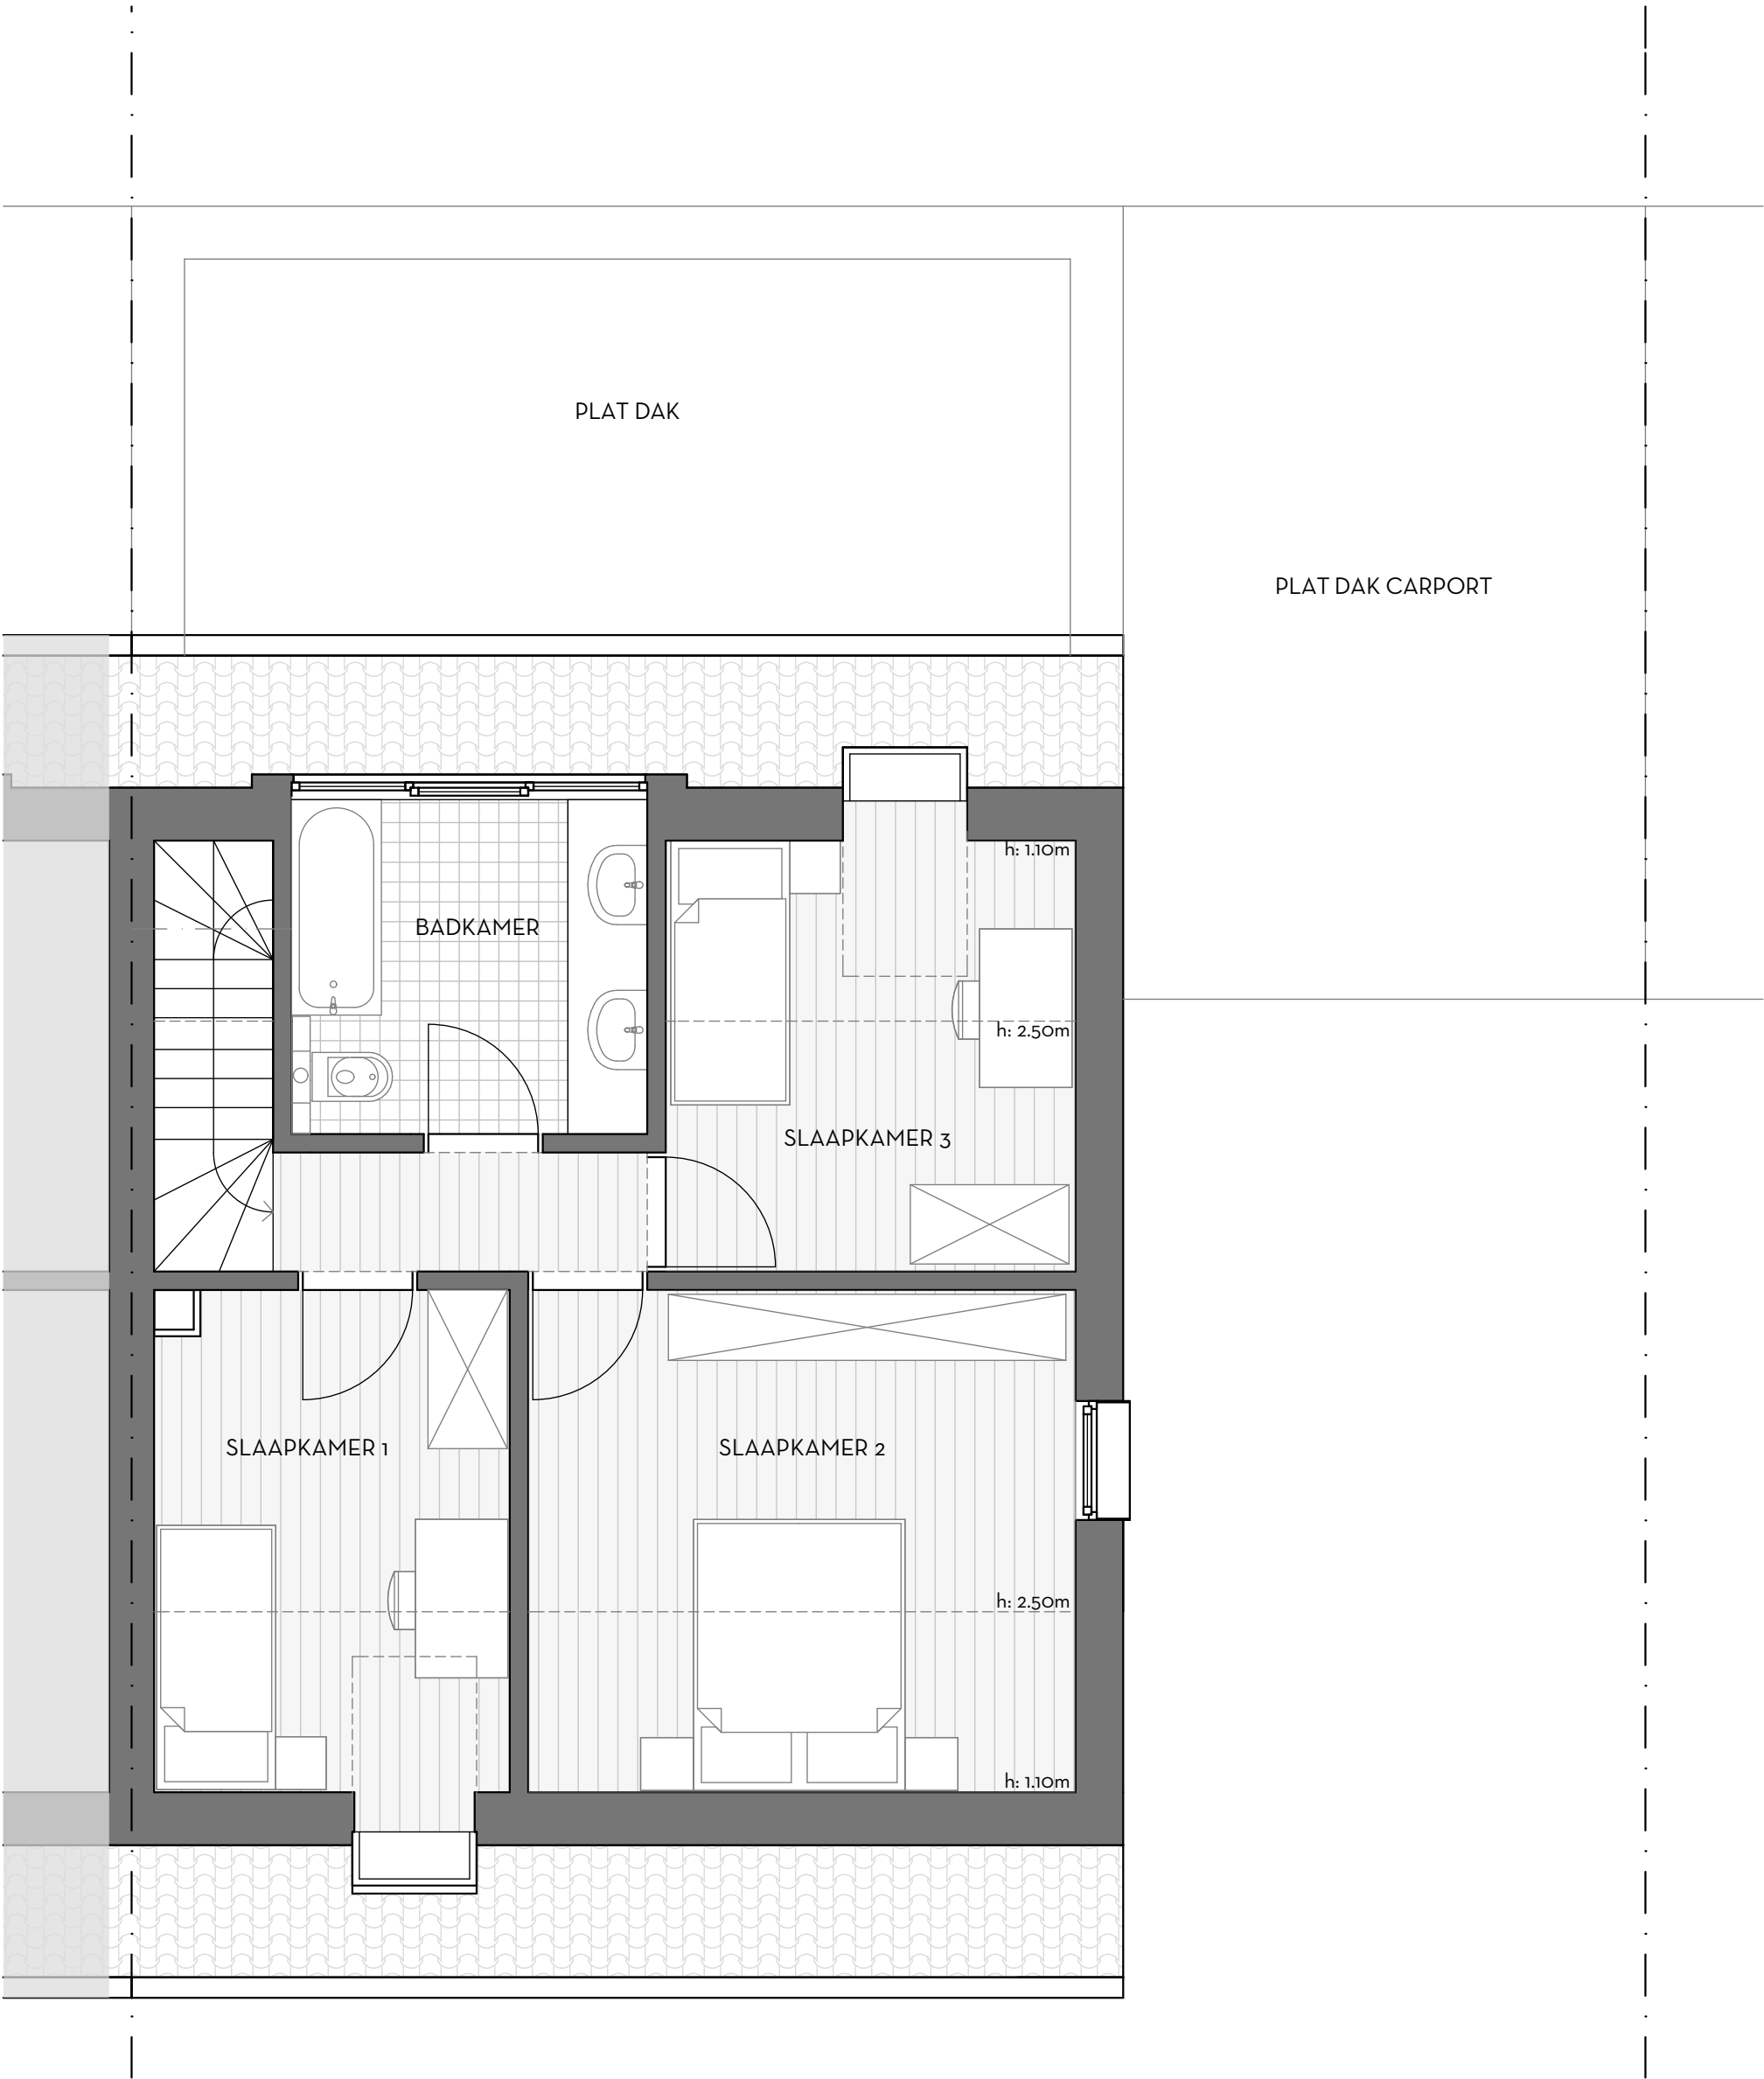 PLAT DAK
PLAT DAK CARPORT
h: 1.10m
BADKAMER
h: 2.50m
SLAAPKAMER 3
SLAAPKAMER 1
SLAAPKAMER 2
h: 2.50m
h: 1.10m